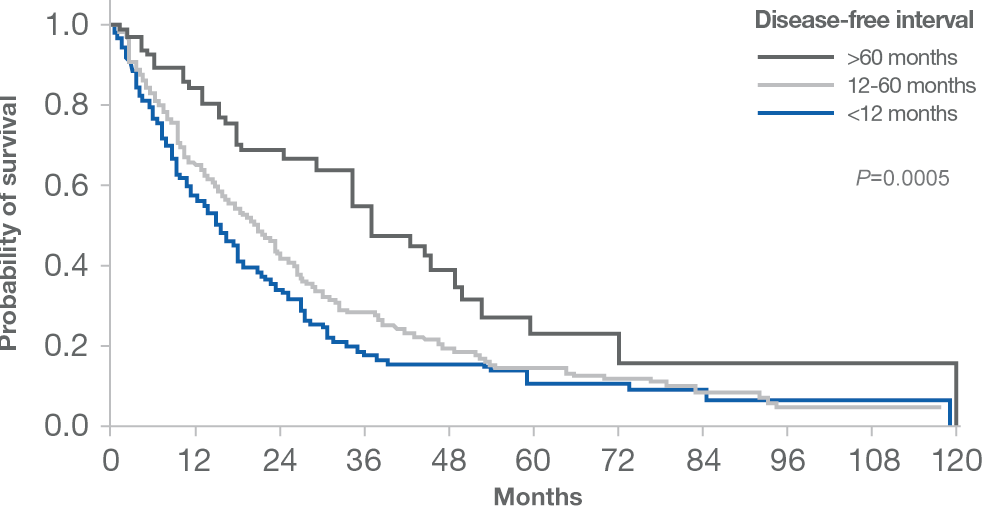 Disease-free interval
>60 months
12-60 months
<12 months
P=0.0005
Probability of survival
1.0
0.8
0.6
0.4
0.2
0.0
0 12 24 36 48 60 72 84 96 108 120
Months